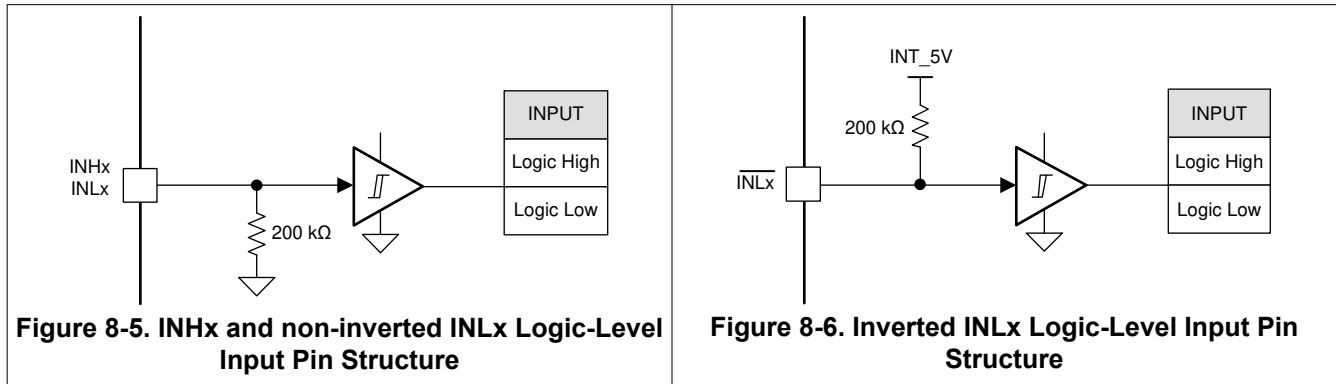 INHx
INLx
200 kΩ
INPUT
Logic High
Logic Low
Figure 8-5. INHx and non-inverted INLx Logic-Level
Input Pin Structure
INT_5V
200 kΩ
I̅N̅L̅x̅
INPUT
Logic High
Logic Low
Figure 8-6. Inverted INLx Logic-Level Input Pin
Structure